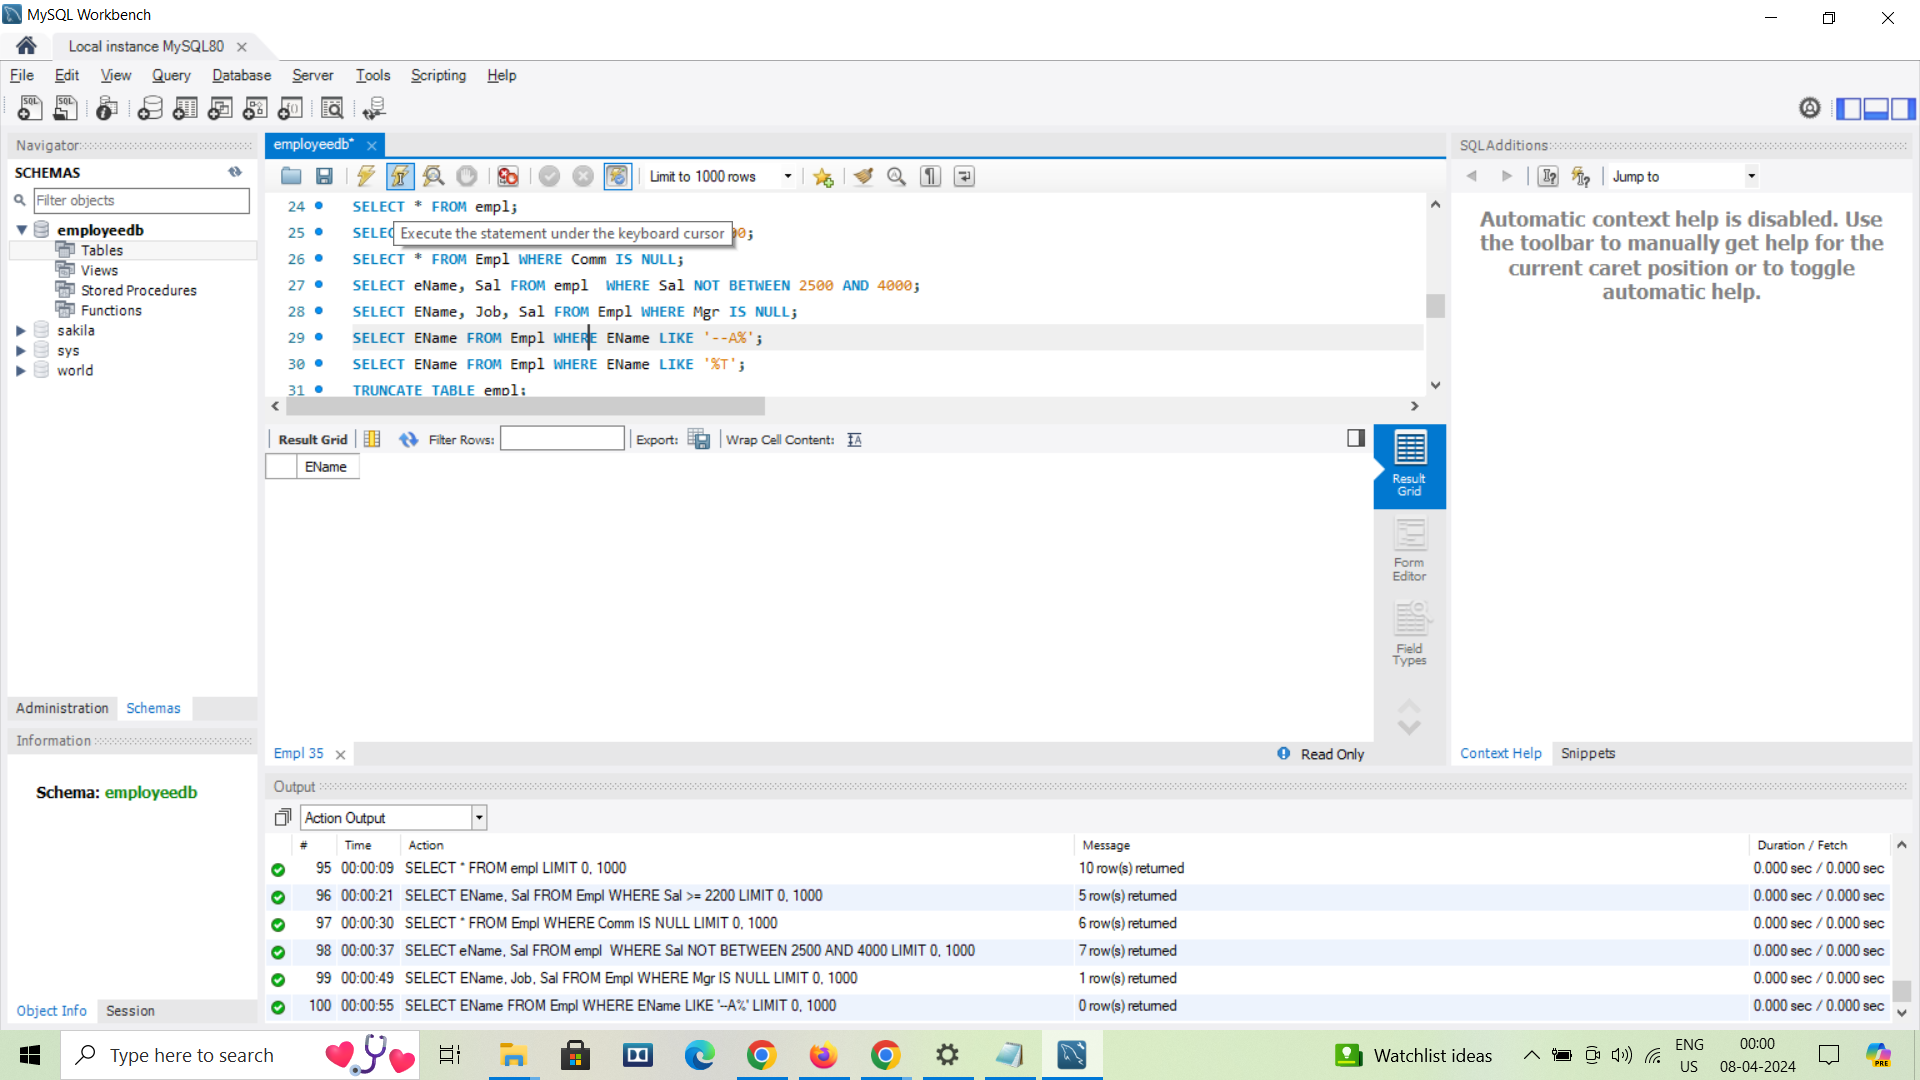 MySQL Workbench
Local instance MySQL80
File Edit View Query Database Server Tools Scripting Help
Navigator
SCHEMAS
Filter objects
employeedb
Tables
Views
Stored Procedures
Functions
sakila
sys
world
Administration Schemas
Information
Schema: employeedb
Object Info Session
employeedb*
Limit to 1000 rows
24 SELECT * FROM empl;
25 SELEC 00;
Execute the statement under the keyboard cursor
26 SELECT * FROM Empl WHERE Comm IS NULL;
27 SELECT eName, Sal FROM empl WHERE Sal NOT BETWEEN 2500 AND 4000;
28 SELECT EName, Job, Sal FROM Empl WHERE Mgr IS NULL;
29 SELECT EName FROM Empl WHERE EName LIKE '--A%';
30 SELECT EName FROM Empl WHERE EName LIKE '%T';
31 TRUNCATE TABLE empl;
Result Grid Filter Rows: Export: Wrap Cell Content:
EName
Result
Grid
Form
Editor
Field
Types
Empl 35
Read Only
SQLAdditions
Jump to
Automatic context help is disabled. Use
the toolbar to manually get help for the
current caret position or to toggle
automatic help.
Context Help Snippets
Output
Action Output
# Time Action Message Duration / Fetch
95 00:00:09 SELECT * FROM empl LIMIT 0, 1000 10 row(s) returned 0.000 sec / 0.000 sec
96 00:00:21 SELECT EName, Sal FROM Empl WHERE Sal >= 2200 LIMIT 0, 1000 5 row(s) returned 0.000 sec / 0.000 sec
97 00:00:30 SELECT * FROM Empl WHERE Comm IS NULL LIMIT 0, 1000 6 row(s) returned 0.000 sec / 0.000 sec
98 00:00:37 SELECT eName, Sal FROM empl WHERE Sal NOT BETWEEN 2500 AND 4000 LIMIT 0, 1000 7 row(s) returned 0.000 sec / 0.000 sec
99 00:00:49 SELECT EName, Job, Sal FROM Empl WHERE Mgr IS NULL LIMIT 0, 1000 1 row(s) returned 0.000 sec / 0.000 sec
100 00:00:55 SELECT EName FROM Empl WHERE EName LIKE '--A%' LIMIT 0, 1000 0 row(s) returned 0.000 sec / 0.000 sec
Type here to search
Watchlist ideas
ENG
US
00:00
08-04-2024
PRE